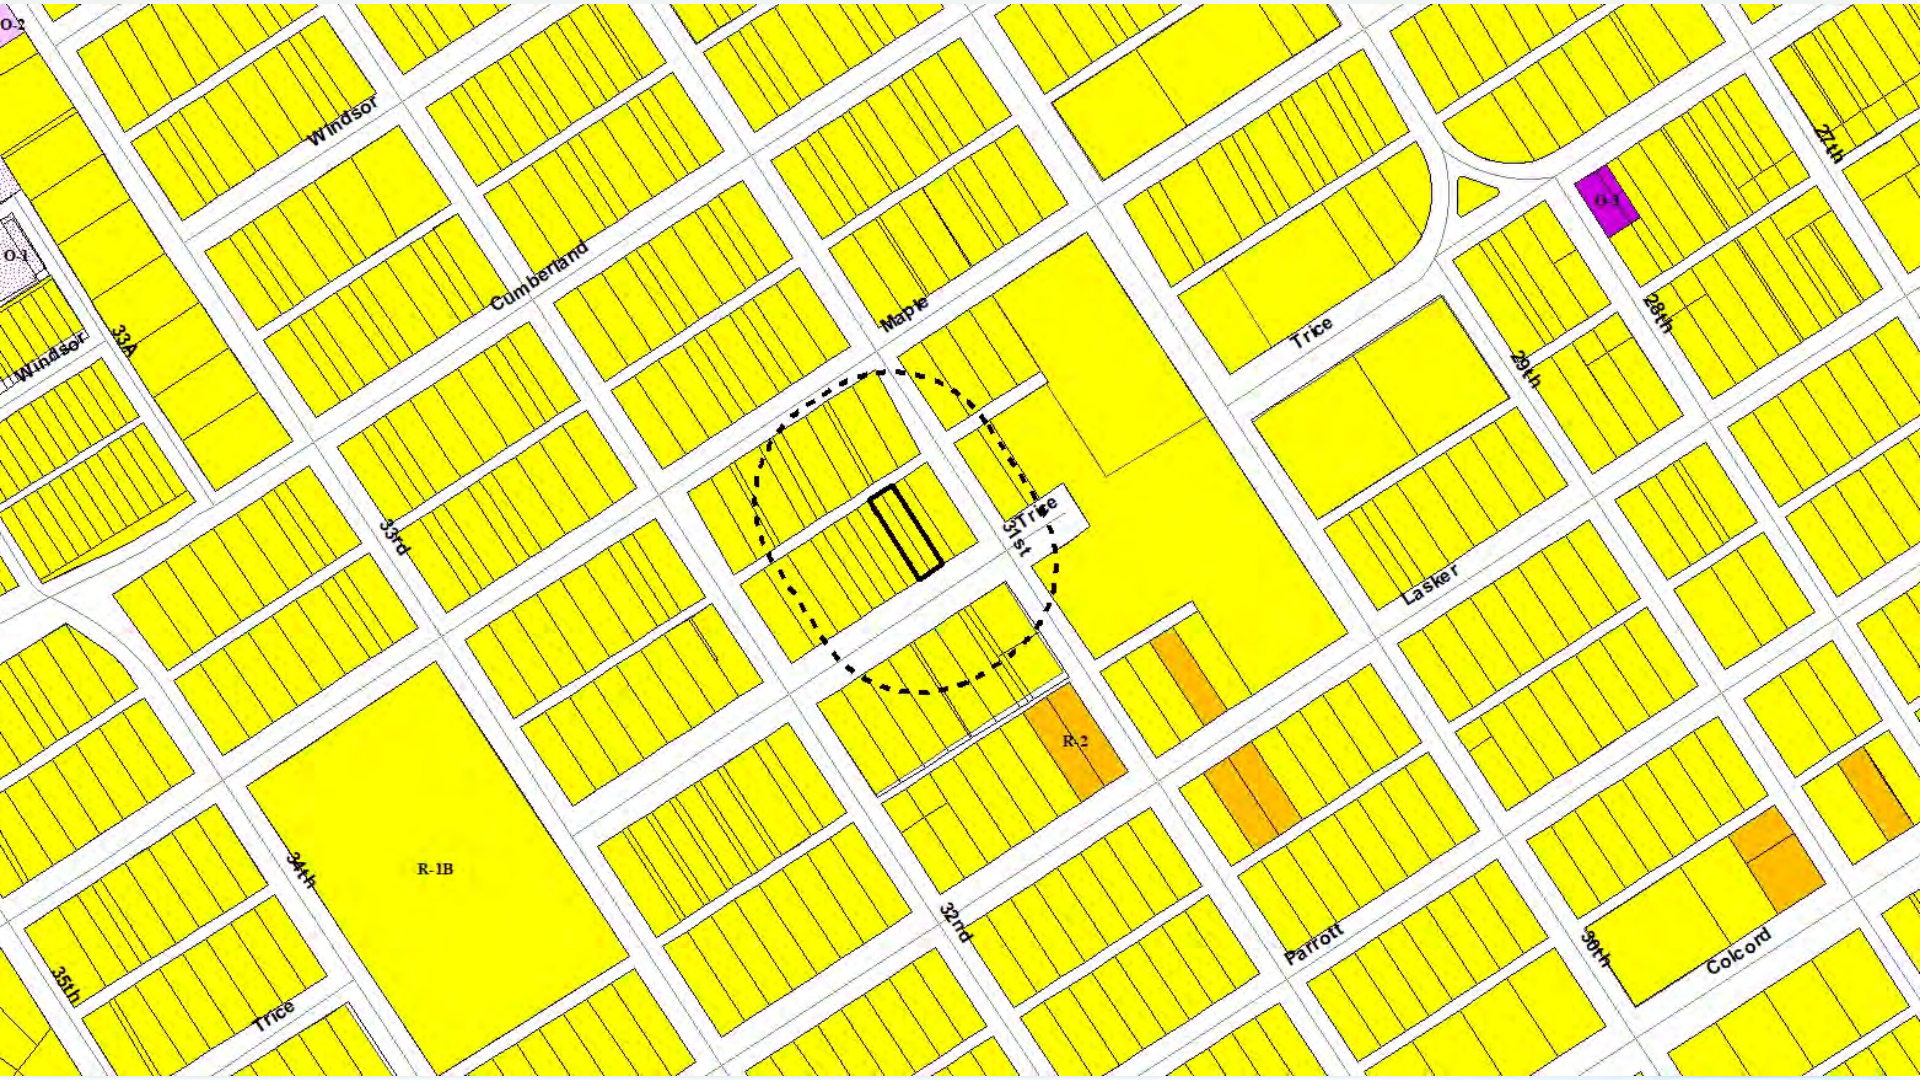 O-2
Windsor
27th
O-3
O-1
Cumberland
Maple
28th
Trice
33A
Windsor
29th
Trice
31st
33rd
Lasker
R-2
R-1B
34th
32nd
Parrott
30th
Colcord
35th
Trice